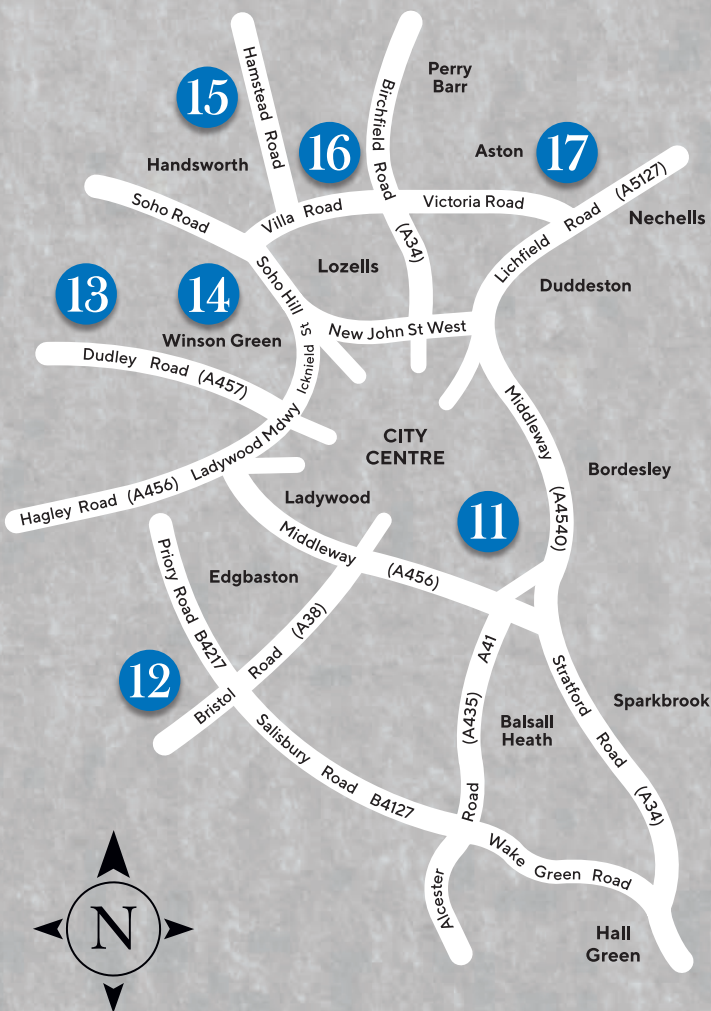 Hamstead Road
15
Handsworth
16
Birchfield Road
(A34)
Perry
Barr
Aston
17
Soho Road
Villa Road
Victoria Road
Lichfield Road (A5127)
Nechells
Lozells
Duddeston
13
14
Soho Hill
Winson Green
Icknield St
New John St West
Dudley Road (A457)
Ladywood Mdwy
CITY
CENTRE
Middleway
(A4540)
Bordesley
Hagley Road (A456)
Ladywood
11
Middleway (A456)
Edgbaston
Priory Road B4217
Bristol Road (A38)
12
Salisbury Road B4127
A41
(A435)
Alcester Road
Balsall
Heath
Stratford Road (A34)
Sparkbrook
Wake Green Road
Hall
Green
N